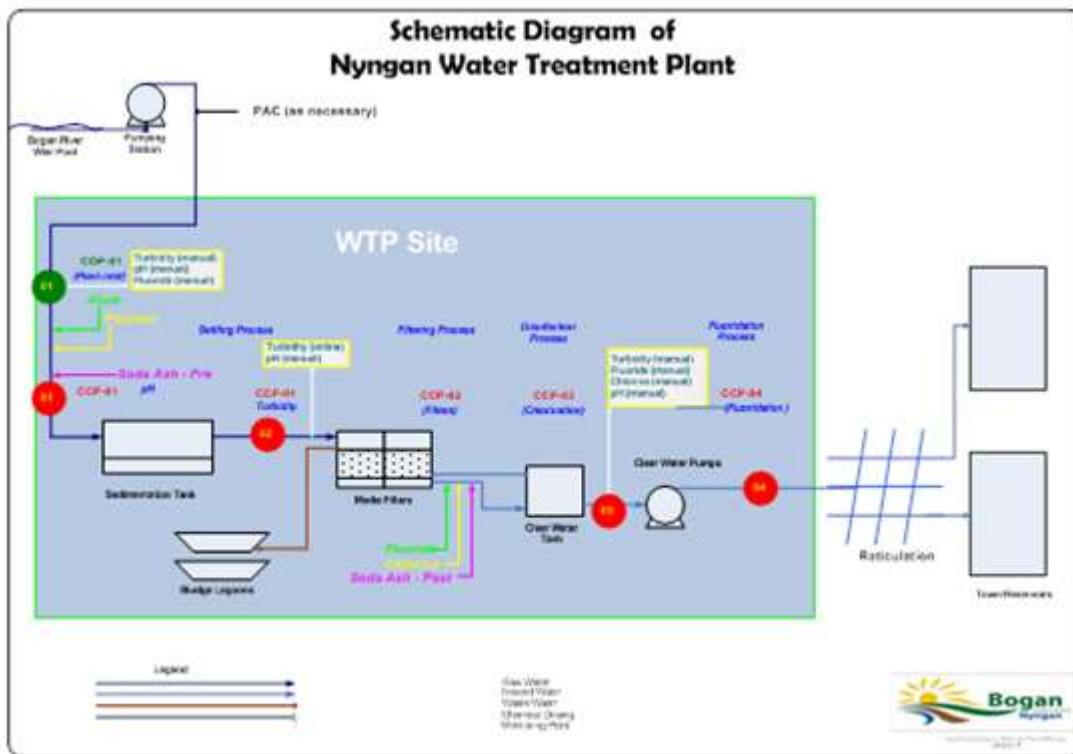 Schematic Diagram of
Nyngan Water Treatment Plant
PAC (as necessary)
Bogan River
Weir Pool
Pumping
Station
WTP Site
CCP-01
Turbidity (manual)
pH (manual)
Fluoride (manual)
01
Settling Process
Filtering Process
Disinfection
Process
Fluoridation
Process
Turbidity (online)
pH (manual)
Turbidity (manual)
Fluoride (manual)
Chlorine (manual)
pH (manual)
Soda Ash - Pre
pH
CCP-01
01
CCP-01
Turbidity
02
CCP-02
(Filters)
CCP-03
(Chlorination)
CCP-04
(Fluoridation)
Sedimentation Tank
Media Filters
Clear Water
Tank
03
Clear Water Pumps
04
Fluoride
Chlorine
Soda Ash - Post
Sludge Lagoons
Raticulation
Town Reservoirs
Legend
Raw Water
Treated Water
Waste Water
Chemical Dosing
Monitoring Point
Bogan
Nyngan